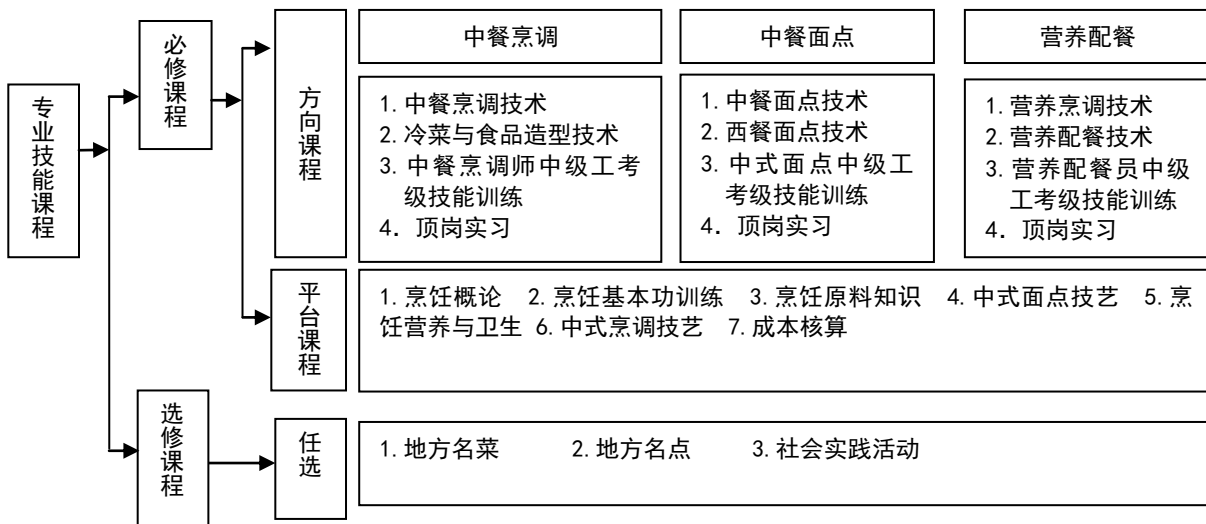 专业技能课程
必修课程
方向课程
中餐烹调
1. 中餐烹调技术
2. 冷菜与食品造型技术
3. 中餐烹调师中级工考
级技能训练
4. 顶岗实习
中餐面点
1. 中餐面点技术
2. 西餐面点技术
3. 中式面点中级工
考级技能训练
4. 顶岗实习
营养配餐
1. 营养烹调技术
2. 营养配餐技术
3. 营养配餐员中级
工考级技能训练
4. 顶岗实习
平台课程
1. 烹饪概论 2. 烹饪基本功训练 3. 烹饪原料知识 4. 中式面点技艺 5. 烹
饪营养与卫生 6. 中式烹调技艺 7. 成本核算
选修课程
任选
1. 地方名菜 2. 地方名点 3. 社会实践活动